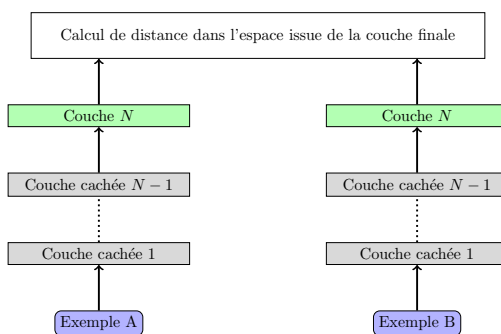 Calcul de distance dans l'espace issue de la couche finale
Couche N
Couche N
Couche cachée N − 1
Couche cachée N − 1
Couche cachée 1
Couche cachée 1
Exemple A
Exemple B